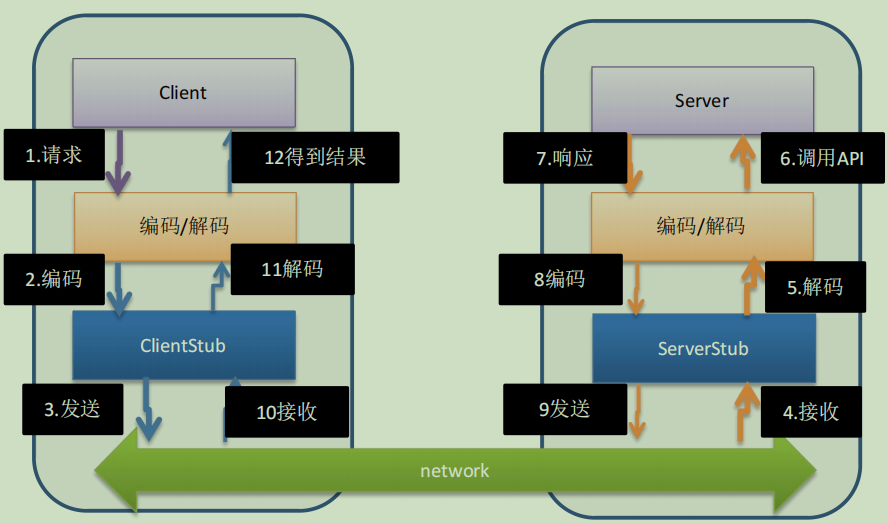 Client
Server
1.请求
12得到结果
7.响应
6.调用API
编码/解码
编码/解码
2.编码
11解码
8编码
5.解码
ClientStub
ServerStub
3.发送
10接收
9发送
4.接收
network